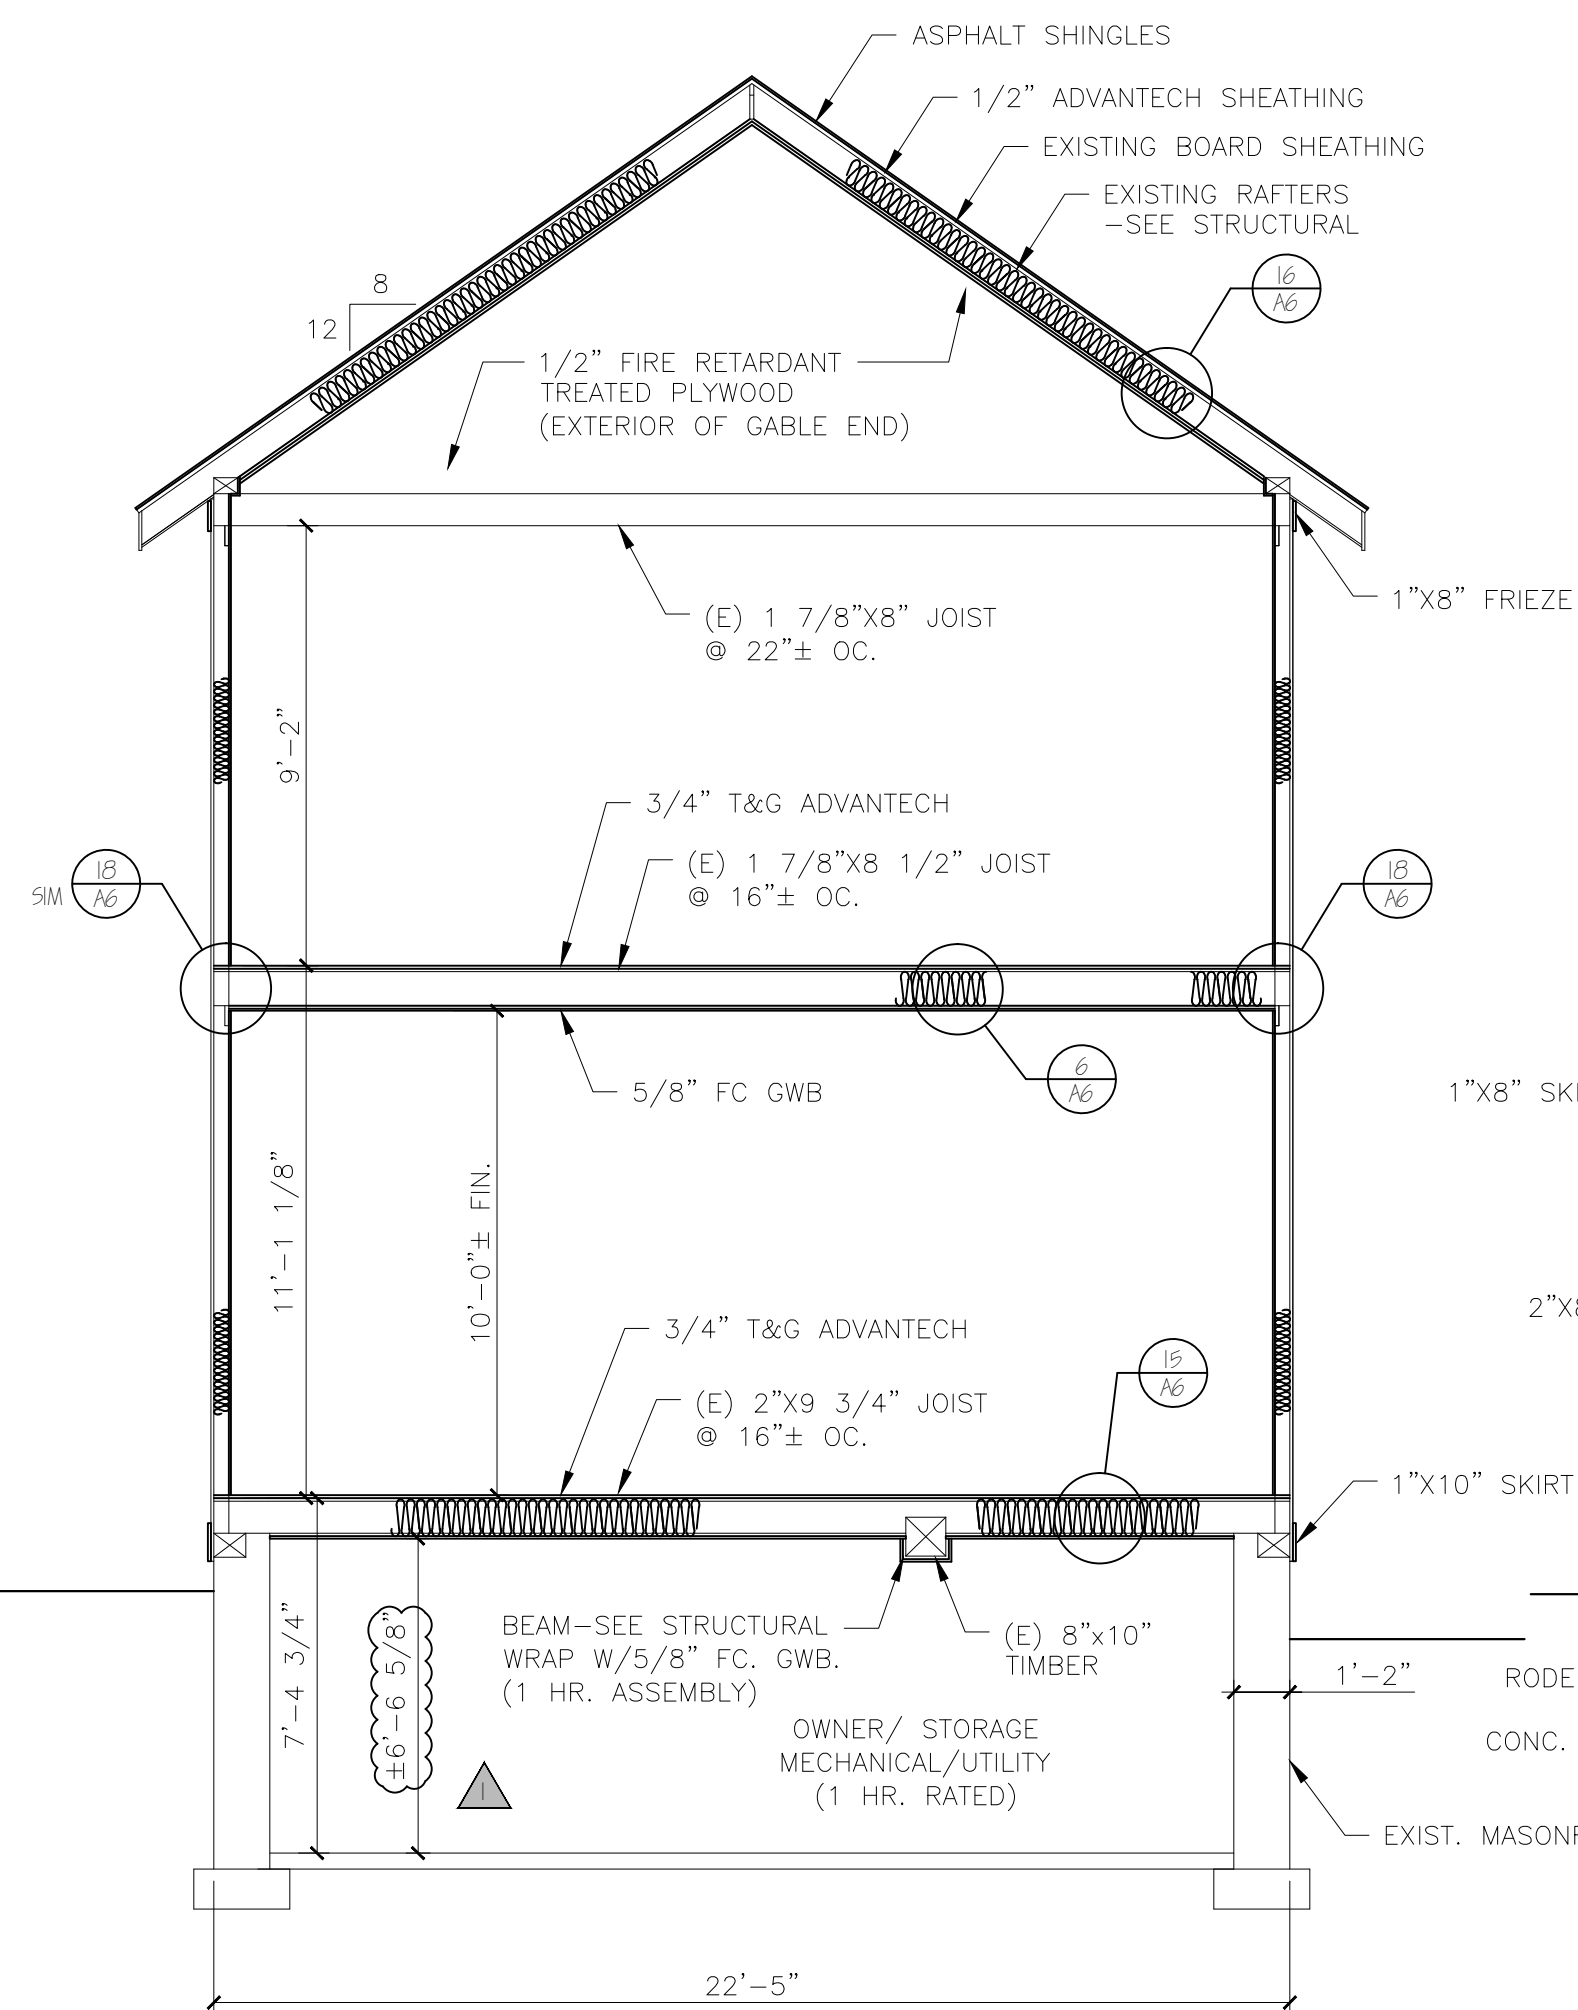 ASPHALT SHINGLES
1/2" ADVANTECH SHEATHING
EXISTING BOARD SHEATHING
EXISTING RAFTERS
-SEE STRUCTURAL
16
A6
8
12
1/2" FIRE RETARDANT
TREATED PLYWOOD
(EXTERIOR OF GABLE END)
1"X8" FRIEZE
(E) 1 7/8"X8" JOIST
@ 22"± OC.
9'-2"
3/4" T&G ADVANTECH
(E) 1 7/8"X8 1/2" JOIST
@ 16"± OC.
SIM
18
A6
18
A6
6
A6
5/8" FC GWB
1"X8"
11'-1 1/8"
10'-0"± FIN.
3/4" T&G ADVANTECH
(E) 2"X9 3/4" JOIST
@ 16"± OC.
15
A6
1"X10" SKIRT
BEAM-SEE STRUCTURAL
WRAP W/5/8" FC. GWB.
(1 HR. ASSEMBLY)
(E) 8"x10"
TIMBER
7'-4 3/4"
±6'-6 5/8"
1
1'-2"
OWNER/ STORAGE
MECHANICAL/UTILITY
(1 HR. RATED)
CONC.
EXIST.
22'-5"